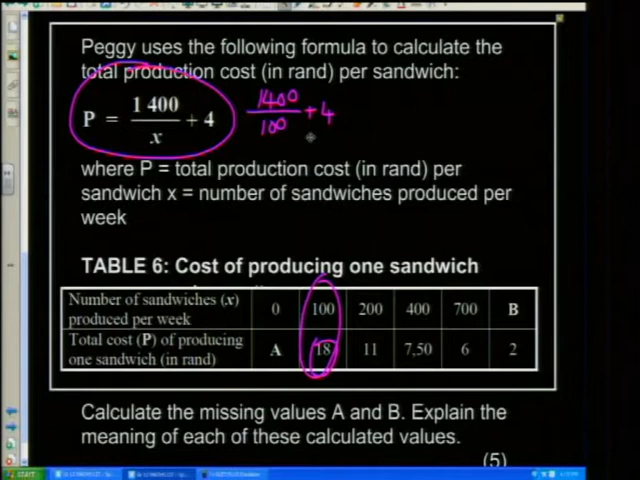 Peggy uses the following formula to calculate the
total production cost (in rand) per sandwich:
P = 1 400 / x + 4
1400 / 100 + 4
where P = total production cost (in rand) per
sandwich x = number of sandwiches produced per
week
TABLE 6: Cost of producing one sandwich
Number of sandwiches (x) produced per week 0 100 200 400 700 B
Total cost (P) of producing one sandwich (in rand) A 18 11 7,50 6 2
Calculate the missing values A and B. Explain the
meaning of each of these calculated values.
(5)
START